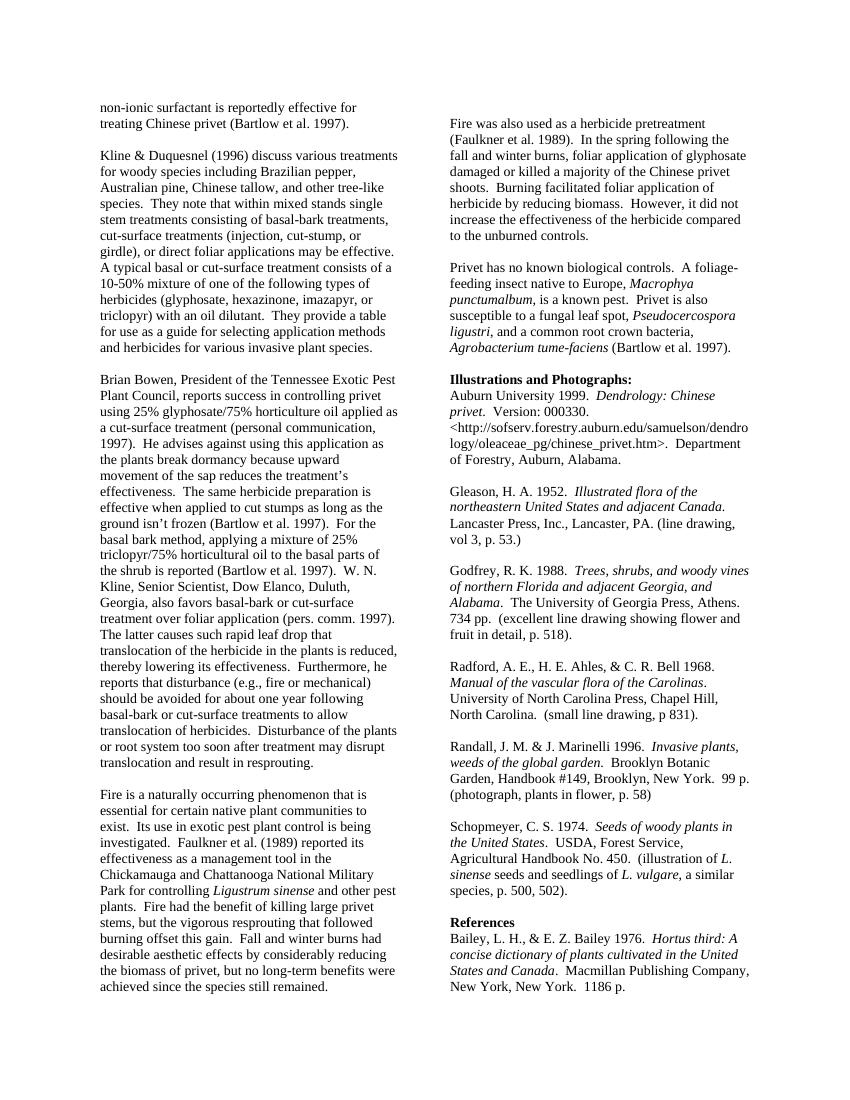 non-ionic surfactant is reportedly effective for
treating Chinese privet (Bartlow et al. 1997).
Kline & Duquesnel (1996) discuss various treatments
for woody species including Brazilian pepper,
Australian pine, Chinese tallow, and other tree-like
species.  They note that within mixed stands single
stem treatments consisting of basal-bark treatments,
cut-surface treatments (injection, cut-stump, or
girdle), or direct foliar applications may be effective.
A typical basal or cut-surface treatment consists of a
10-50% mixture of one of the following types of
herbicides (glyphosate, hexazinone, imazapyr, or
triclopyr) with an oil dilutant.  They provide a table
for use as a guide for selecting application methods
and herbicides for various invasive plant species.
Brian Bowen, President of the Tennessee Exotic Pest
Plant Council, reports success in controlling privet
using 25% glyphosate/75% horticulture oil applied as
a cut-surface treatment (personal communication,
1997).  He advises against using this application as
the plants break dormancy because upward
movement of the sap reduces the treatment's
effectiveness.  The same herbicide preparation is
effective when applied to cut stumps as long as the
ground isn't frozen (Bartlow et al. 1997).  For the
basal bark method, applying a mixture of 25%
triclopyr/75% horticultural oil to the basal parts of
the shrub is reported (Bartlow et al. 1997).  W. N.
Kline, Senior Scientist, Dow Elanco, Duluth,
Georgia, also favors basal-bark or cut-surface
treatment over foliar application (pers. comm. 1997).
The latter causes such rapid leaf drop that
translocation of the herbicide in the plants is reduced,
thereby lowering its effectiveness.  Furthermore, he
reports that disturbance (e.g., fire or mechanical)
should be avoided for about one year following
basal-bark or cut-surface treatments to allow
translocation of herbicides.  Disturbance of the plants
or root system too soon after treatment may disrupt
translocation and result in resprouting.
Fire is a naturally occurring phenomenon that is
essential for certain native plant communities to
exist.  Its use in exotic pest plant control is being
investigated.  Faulkner et al. (1989) reported its
effectiveness as a management tool in the
Chickamauga and Chattanooga National Military
Park for controlling Ligustrum sinense and other pest
plants.  Fire had the benefit of killing large privet
stems, but the vigorous resprouting that followed
burning offset this gain.  Fall and winter burns had
desirable aesthetic effects by considerably reducing
the biomass of privet, but no long-term benefits were
achieved since the species still remained.
Fire was also used as a herbicide pretreatment
(Faulkner et al. 1989).  In the spring following the
fall and winter burns, foliar application of glyphosate
damaged or killed a majority of the Chinese privet
shoots.  Burning facilitated foliar application of
herbicide by reducing biomass.  However, it did not
increase the effectiveness of the herbicide compared
to the unburned controls.
Privet has no known biological controls.  A foliage-
feeding insect native to Europe, Macrophya
punctumalbum, is a known pest.  Privet is also
susceptible to a fungal leaf spot, Pseudocercospora
ligustri, and a common root crown bacteria,
Agrobacterium tume-faciens (Bartlow et al. 1997).
Illustrations and Photographs:
Auburn University 1999.  Dendrology: Chinese
privet.  Version: 000330.
<http://sofserv.forestry.auburn.edu/samuelson/dendro
logy/oleaceae_pg/chinese_privet.htm>.  Department
of Forestry, Auburn, Alabama.
Gleason, H. A. 1952.  Illustrated flora of the
northeastern United States and adjacent Canada.
Lancaster Press, Inc., Lancaster, PA. (line drawing,
vol 3, p. 53.)
Godfrey, R. K. 1988.  Trees, shrubs, and woody vines
of northern Florida and adjacent Georgia, and
Alabama.  The University of Georgia Press, Athens.
734 pp.  (excellent line drawing showing flower and
fruit in detail, p. 518).
Radford, A. E., H. E. Ahles, & C. R. Bell 1968.
Manual of the vascular flora of the Carolinas.
University of North Carolina Press, Chapel Hill,
North Carolina.  (small line drawing, p 831).
Randall, J. M. & J. Marinelli 1996.  Invasive plants,
weeds of the global garden.  Brooklyn Botanic
Garden, Handbook #149, Brooklyn, New York.  99 p.
(photograph, plants in flower, p. 58)
Schopmeyer, C. S. 1974.  Seeds of woody plants in
the United States.  USDA, Forest Service,
Agricultural Handbook No. 450.  (illustration of L.
sinense seeds and seedlings of L. vulgare, a similar
species, p. 500, 502).
References
Bailey, L. H., & E. Z. Bailey 1976.  Hortus third: A
concise dictionary of plants cultivated in the United
States and Canada.  Macmillan Publishing Company,
New York, New York.  1186 p.